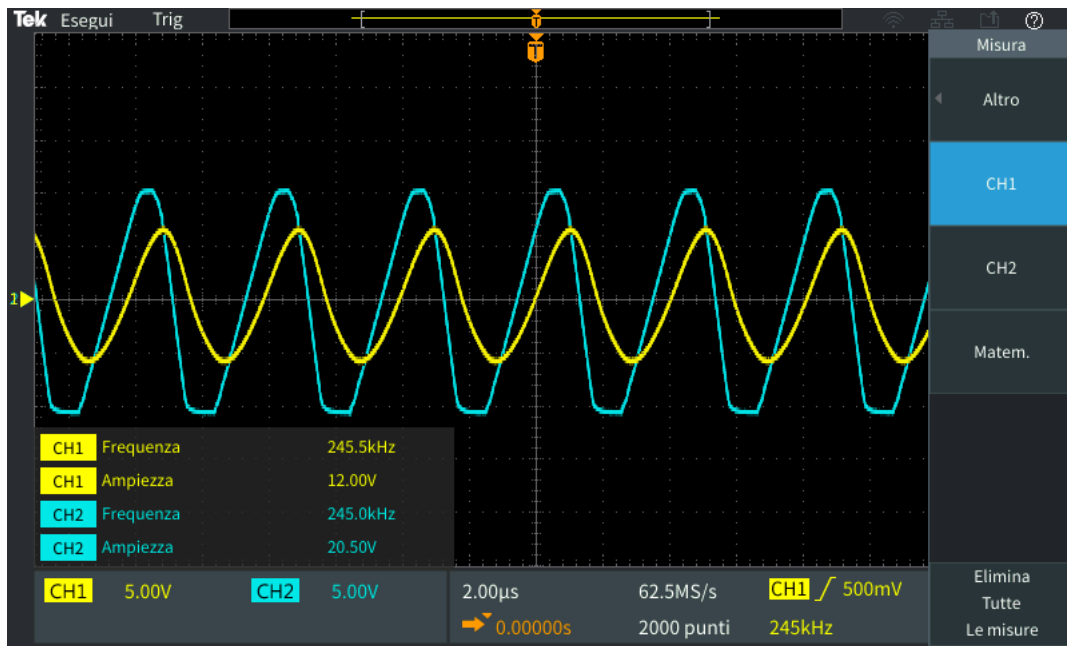 Tek Esegui Trig
T
T
Misura
Altro
CH1
CH2
Matem.
CH1 Frequenza 245.5kHz
CH1 Ampiezza 12.00V
CH2 Frequenza 245.0kHz
CH2 Ampiezza 20.50V
CH1 5.00V CH2 5.00V
2.00µs 62.5MS/s CH1 500mV
0.00000s 2000 punti 245kHz
Elimina
Tutte
Le misure